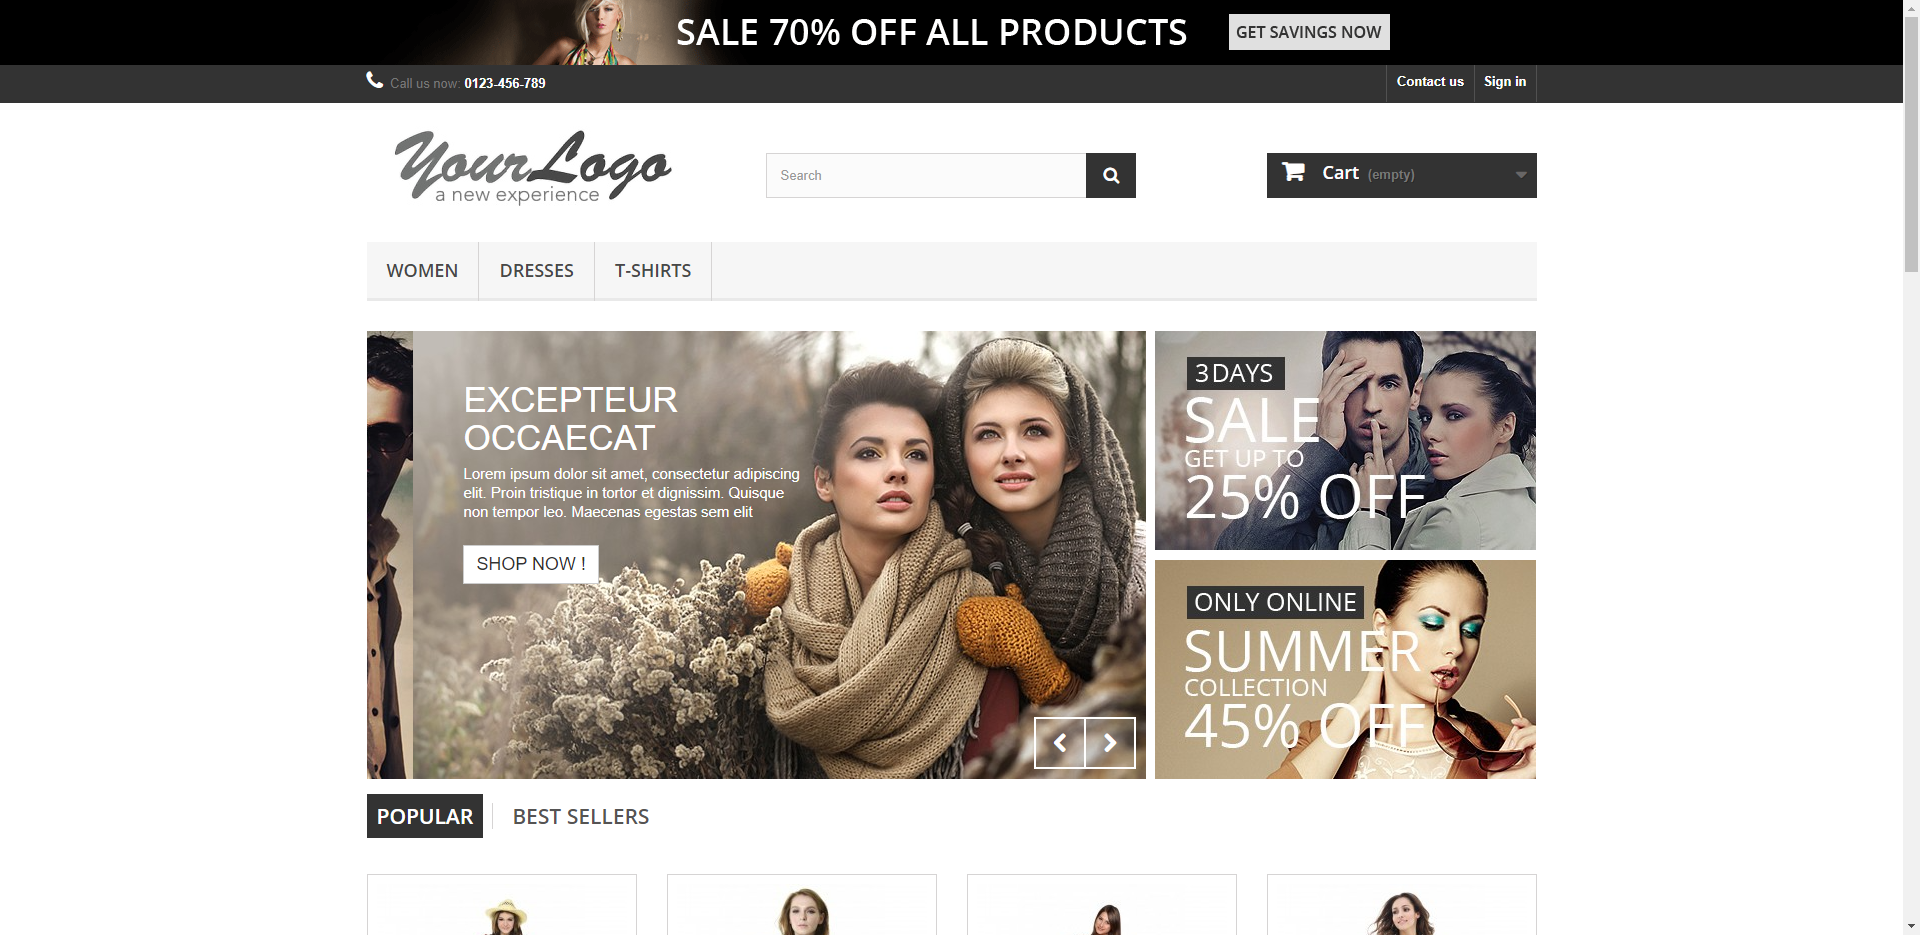 SALE 70% OFF ALL PRODUCTS
GET SAVINGS NOW
Call us now: 0123-456-789
Contact us
Sign in
YourLogo
a new experience
Search
Cart (empty)
WOMEN
DRESSES
T-SHIRTS
EXCEPTEUR
OCCAECAT
Lorem ipsum dolor sit amet, consectetur adipiscing
elit. Proin tristique in tortor et dignissim. Quisque
non tempor leo. Maecenas egestas sem elit
SHOP NOW !
3 DAYS
SALE
GET UP TO
25% OFF
ONLY ONLINE
SUMMER
COLLECTION
45% OFF
POPULAR
BEST SELLERS